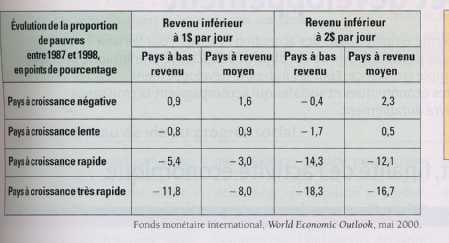 Évolution de la proportion
de pauvres
entre 1987 et 1998,
en points de pourcentage
Revenu inférieur
à 1$ par jour
Revenu inférieur
à 2$ par jour
Pays à bas
revenu
Pays à revenu
moyen
Pays à bas
revenu
Pays à revenu
moyen
Pays à croissance négative 0,9 1,6 – 0,4 2,3
Pays à croissance lente – 0,8 0,9 – 1,7 0,5
Pays à croissance rapide – 5,4 – 3,0 – 14,3 – 12,1
Pays à croissance très rapide – 11,8 – 8,0 – 18,3 – 16,7
Fonds monétaire international, World Economic Outlook, mai 2000.